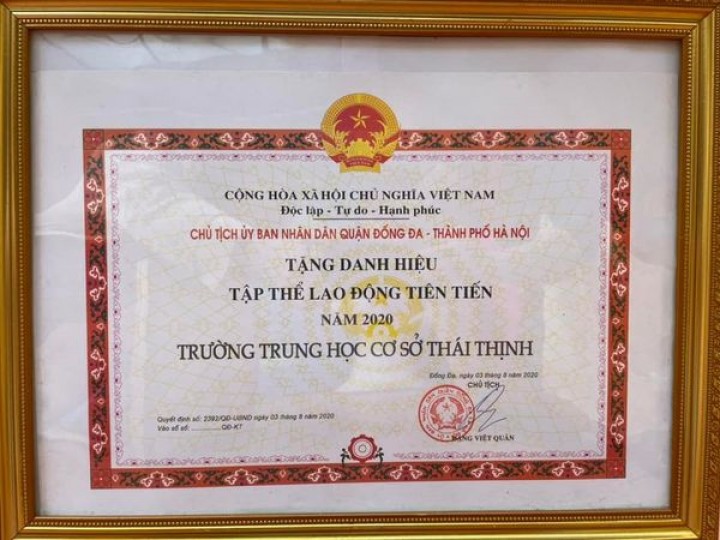 CỘNG HÒA XÃ HỘI CHỦ NGHĨA VIỆT NAM
Độc lập - Tự do - Hạnh phúc
CHỦ TỊCH ỦY BAN NHÂN DÂN QUẬN ĐỐNG ĐA - THÀNH PHỐ HÀ NỘI
TẶNG DANH HIỆU
TẬP THỂ LAO ĐỘNG TIÊN TIẾN
NĂM 2020
TRƯỜNG TRUNG HỌC CƠ SỞ THÁI THỊNH
Đống Đa, ngày 03 tháng 8 năm 2020
CHỦ TỊCH
Quyết định số: 2392/QĐ-UBND ngày 03 tháng 8 năm 2020
Vào sổ số: ............QĐ-KT
ĐẶNG VIỆT QUÂN